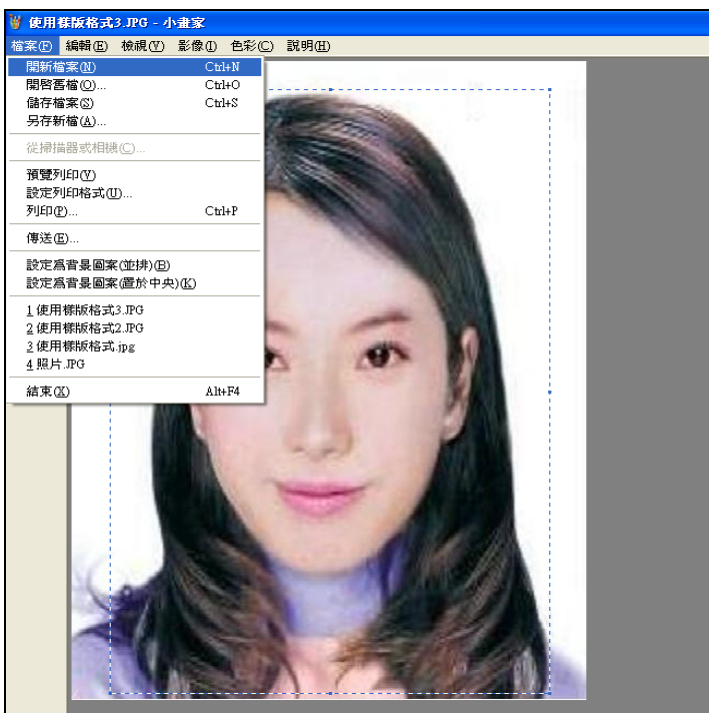 使用樣版格式3.JPG - 小畫家
檔案(F) 編輯(E) 檢視(V) 影像(I) 色彩(C) 說明(H)
開新檔案(N) Ctrl+N
開啓舊檔(O)... Ctrl+O
儲存檔案(S) Ctrl+S
另存新檔(A)...
從掃描器或相機(C)...
預覽列印(V)
設定列印格式(U)...
列印(P)... Ctrl+P
傳送(E)...
設定爲背景圖案(並排)(B)
設定爲背景圖案(置於中央)(K)
1 使用樣版格式3.JPG
2 使用樣版格式2.JPG
3 使用樣版格式.jpg
4 照片.JPG
結束(X) Alt+F4